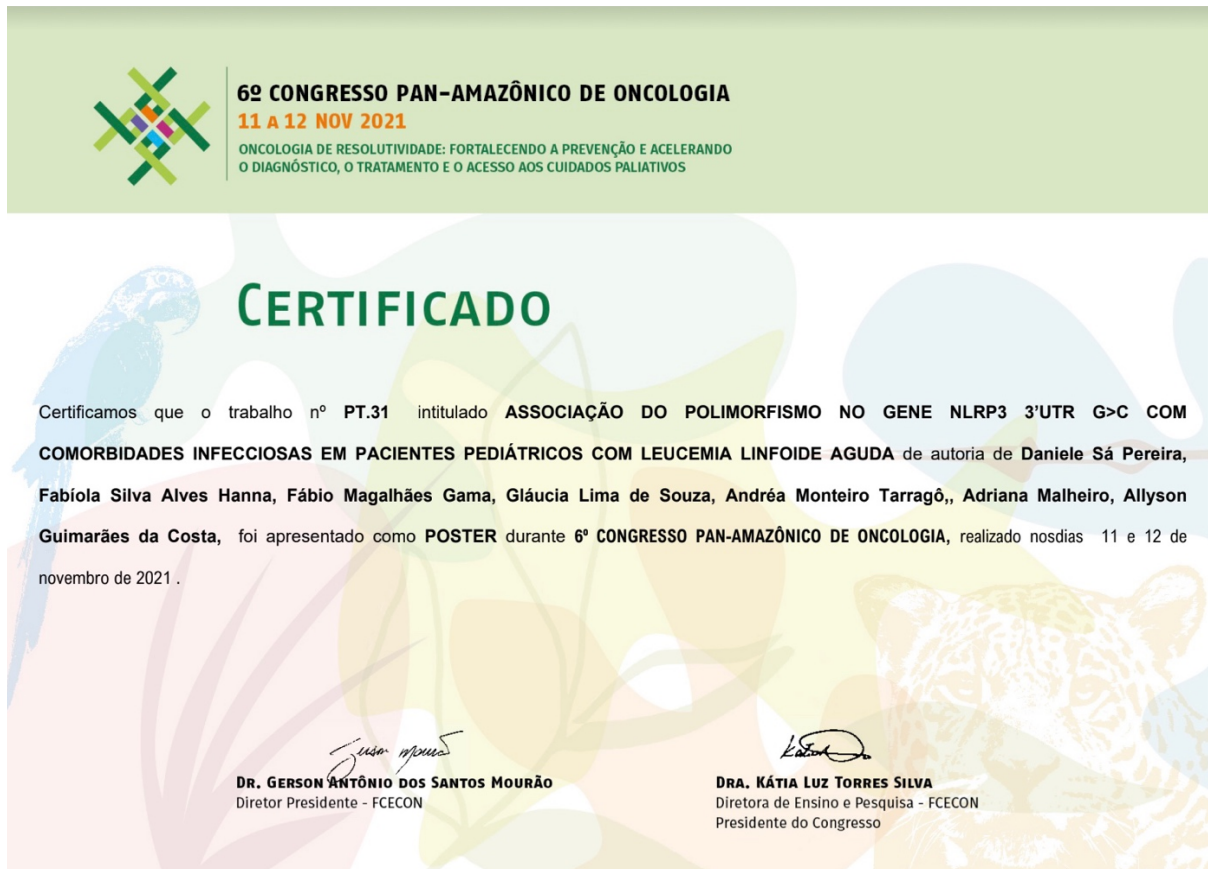 6º CONGRESSO PAN-AMAZÔNICO DE ONCOLOGIA
11 A 12 NOV 2021
ONCOLOGIA DE RESOLUTIVIDADE: FORTALECENDO A PREVENÇÃO E ACELERANDO
O DIAGNÓSTICO, O TRATAMENTO E O ACESSO AOS CUIDADOS PALIATIVOS
CERTIFICADO
Certificamos que o trabalho nº PT.31 intitulado ASSOCIAÇÃO DO POLIMORFISMO NO GENE NLRP3 3’UTR G>C COM
COMORBIDADES INFECCIOSAS EM PACIENTES PEDIÁTRICOS COM LEUCEMIA LINFOIDE AGUDA de autoria de Daniele Sá Pereira,
Fabíola Silva Alves Hanna, Fábio Magalhães Gama, Gláucia Lima de Souza, Andréa Monteiro Tarragô,, Adriana Malheiro, Allyson
Guimarães da Costa, foi apresentado como POSTER durante 6º CONGRESSO PAN-AMAZÔNICO DE ONCOLOGIA, realizado nosdias 11 e 12 de
novembro de 2021 .
Gerson Mourão
DR. GERSON ANTÔNIO DOS SANTOS MOURÃO
Diretor Presidente - FCECON
DRA. KÁTIA LUZ TORRES SILVA
Diretora de Ensino e Pesquisa - FCECON
Presidente do Congresso